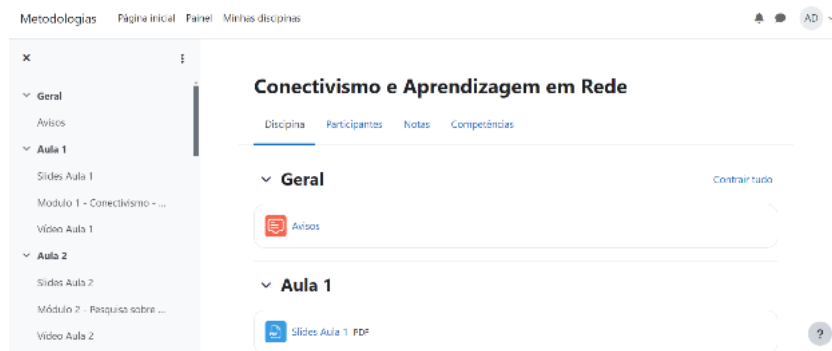 Metodologias Página inicial Painel Minhas disciplinas AD
Geral
Avisos
Aula 1
Slides Aula 1
Modulo 1 - Conectivismo - ...
Vídeo Aula 1
Aula 2
Slides Aula 2
Módulo 2 - Pesquisa sobre ...
Vídeo Aula 2
Conectivismo e Aprendizagem em Rede
Disciplina Participantes Notas Competências
Geral Contrair tudo
Avisos
Aula 1
Slides Aula 1 PDF
?